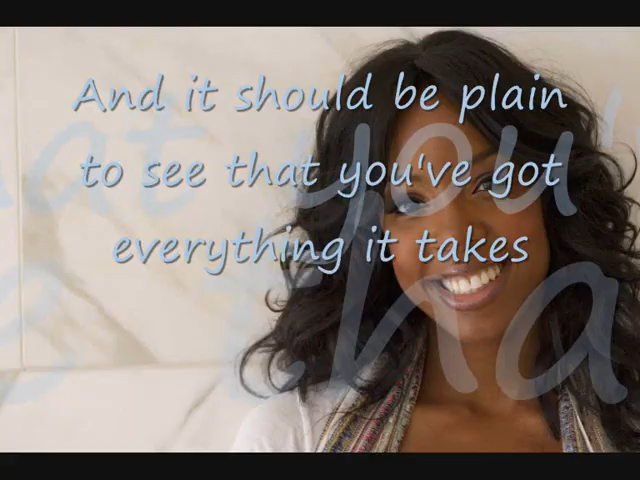 And it should be plain
to see that you've got
everything it takes